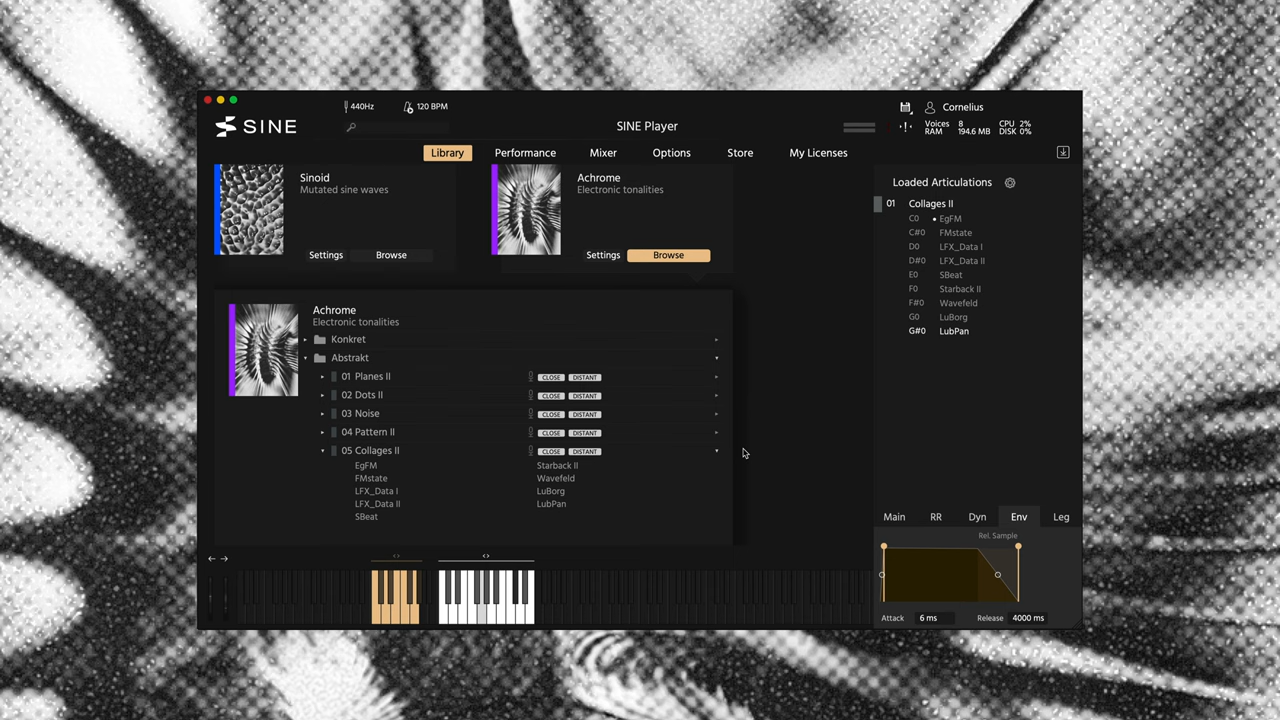 440Hz
120 BPM
Cornelius
SINE
SINE Player
Voices 8 CPU 2%
RAM 194.6 MB DISK 0%
Library Performance Mixer Options Store My Licenses
Sinoid
Mutated sine waves
Settings Browse
Achrome
Electronic tonalities
Settings Browse
Achrome
Electronic tonalities
Konkret
Abstrakt
01 Planes II CLOSE DISTANT
02 Dots II CLOSE DISTANT
03 Noise CLOSE DISTANT
04 Pattern II CLOSE DISTANT
05 Collages II CLOSE DISTANT
EgFM Starback II
FMstate Wavefeld
LFX_Data I LuBorg
LFX_Data II LubPan
SBeat
Loaded Articulations
01 Collages II
C0 EgFM
C#0 FMstate
D0 LFX_Data I
D#0 LFX_Data II
E0 SBeat
F0 Starback II
F#0 Wavefeld
G0 LuBorg
G#0 LubPan
Main RR Dyn Env Leg
Rel. Sample
Attack 6 ms Release 4000 ms